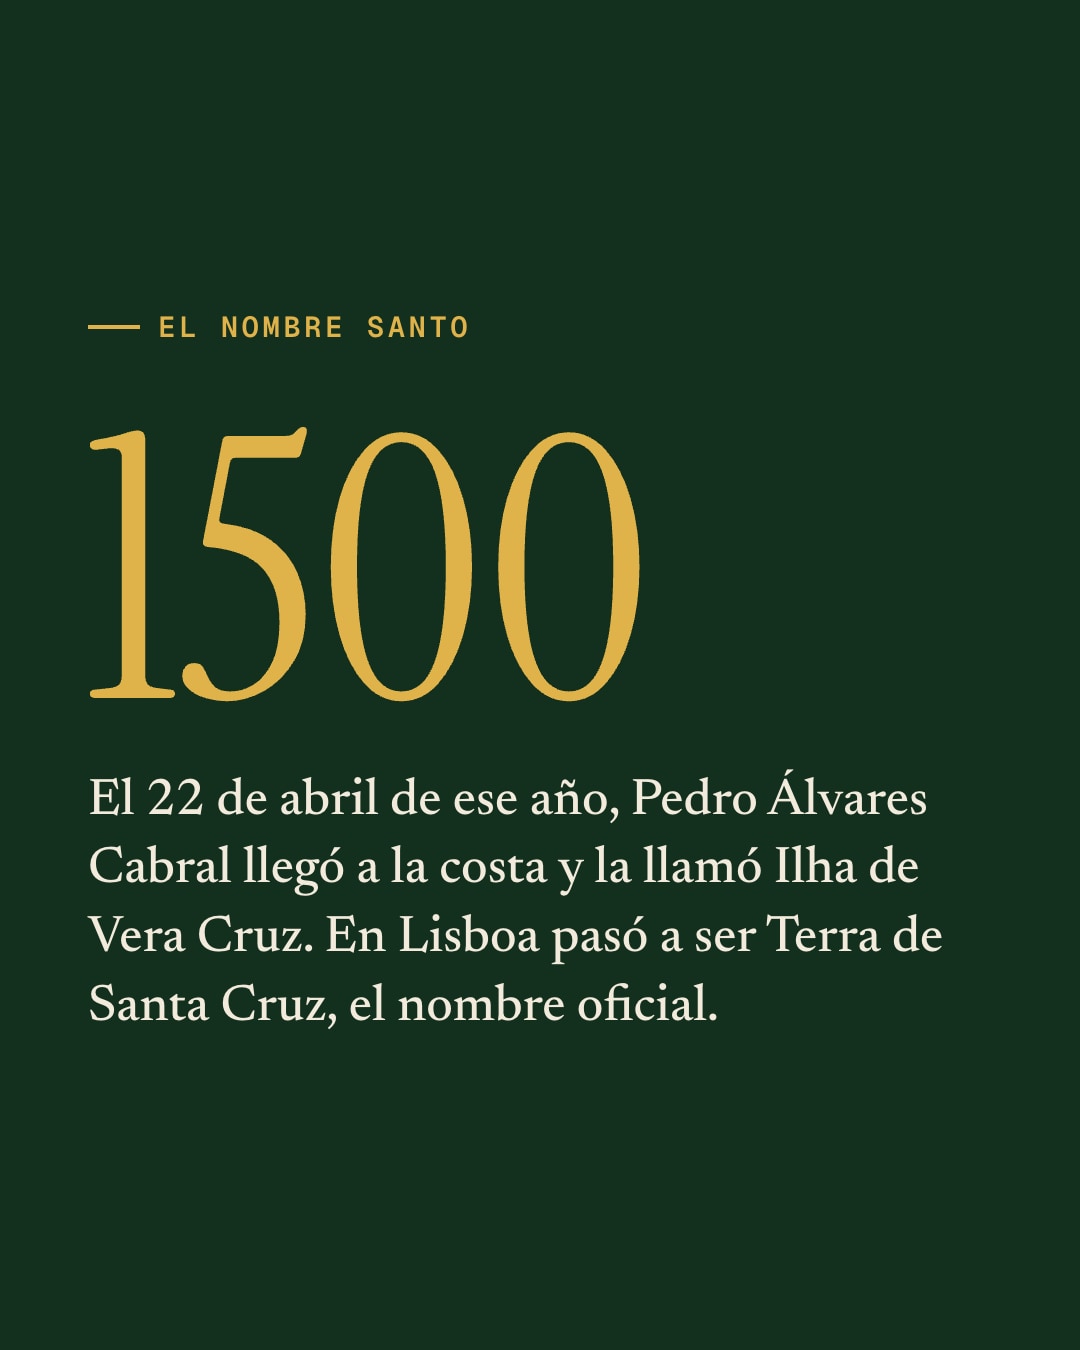 EL NOMBRE SANTO
1500
El 22 de abril de ese año, Pedro Álvares
Cabral llegó a la costa y la llamó Ilha de
Vera Cruz. En Lisboa pasó a ser Terra de
Santa Cruz, el nombre oficial.